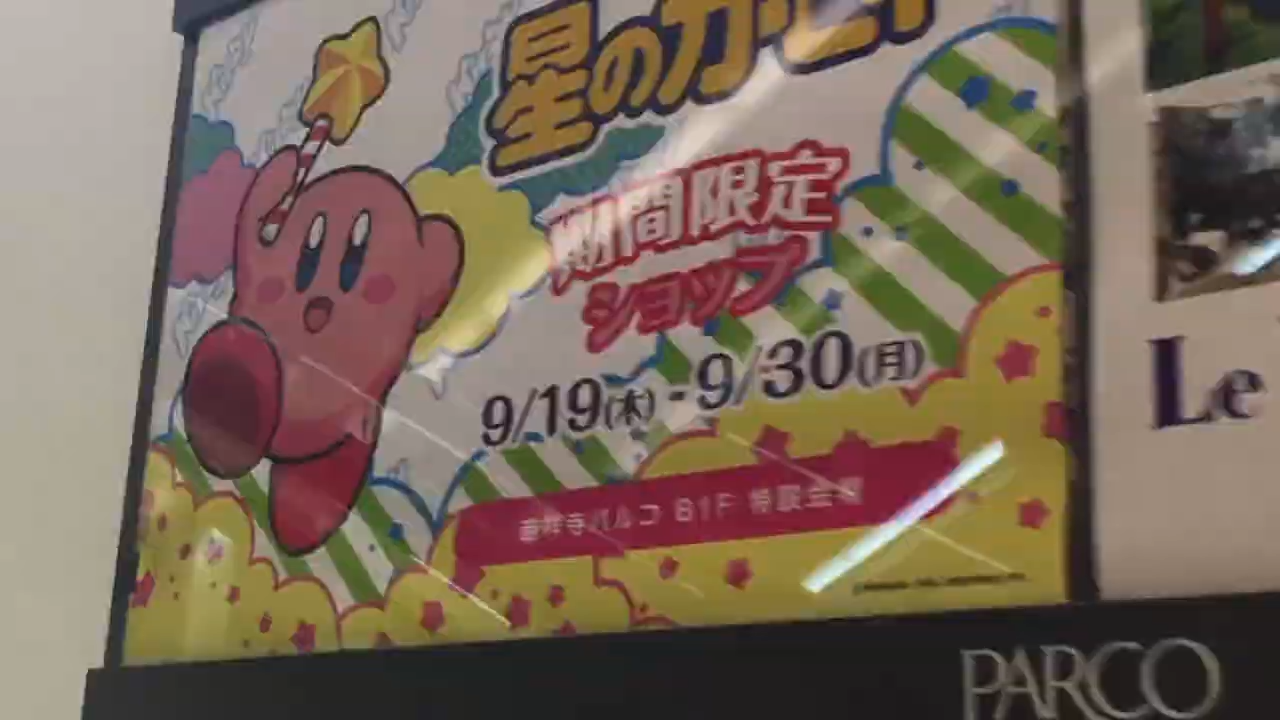 星のカービィ
期間限定
ショップ
9/19(木)-9/30(月)
吉祥寺パルコ B1F 特設会場
Le
PARCO